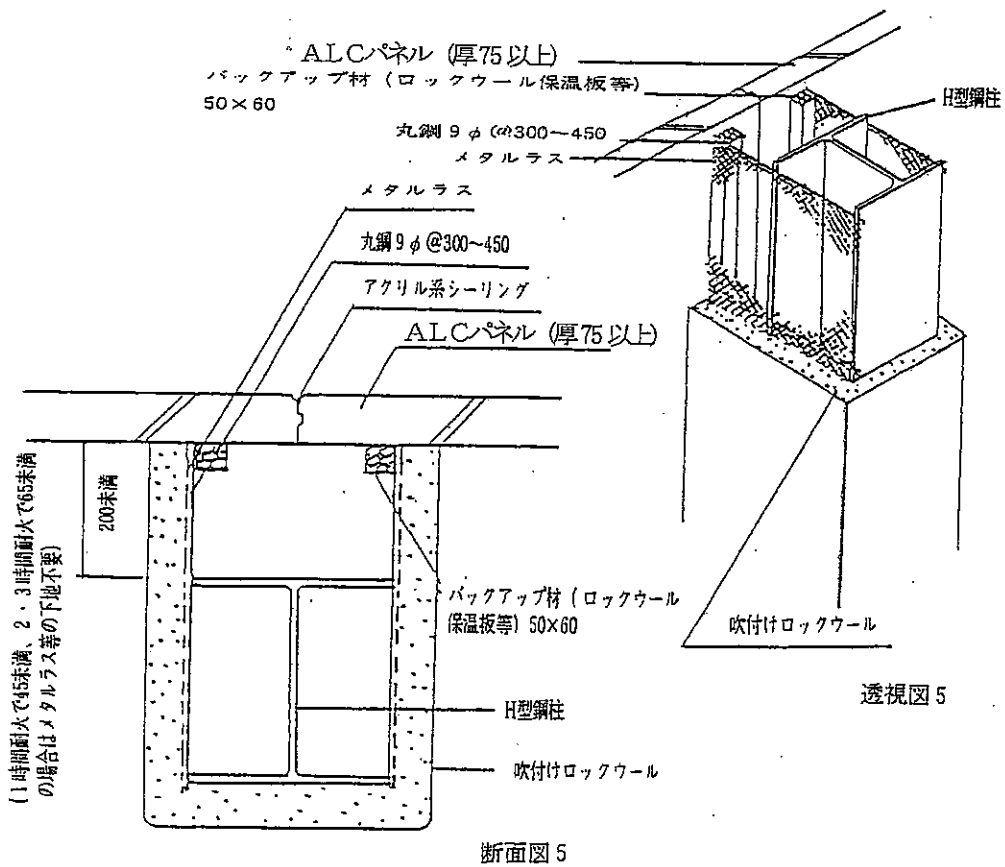 ALCパネル (厚75以上)
バックアップ材 (ロックウール保温板等)
50×60
H型鋼柱
丸鋼9φ@300~450
メタルラス
メタルラス
丸鋼9φ@300~450
アクリル系シーリング
ALCパネル (厚75以上)
200未満
(1時間耐火で45未満、2・3時間耐火で65未満
の場合はメタルラス等の下地不要)
バックアップ材 (ロックウール
保温板等) 50×60
吹付けロックウール
透視図5
H型鋼柱
吹付けロックウール
断面図5